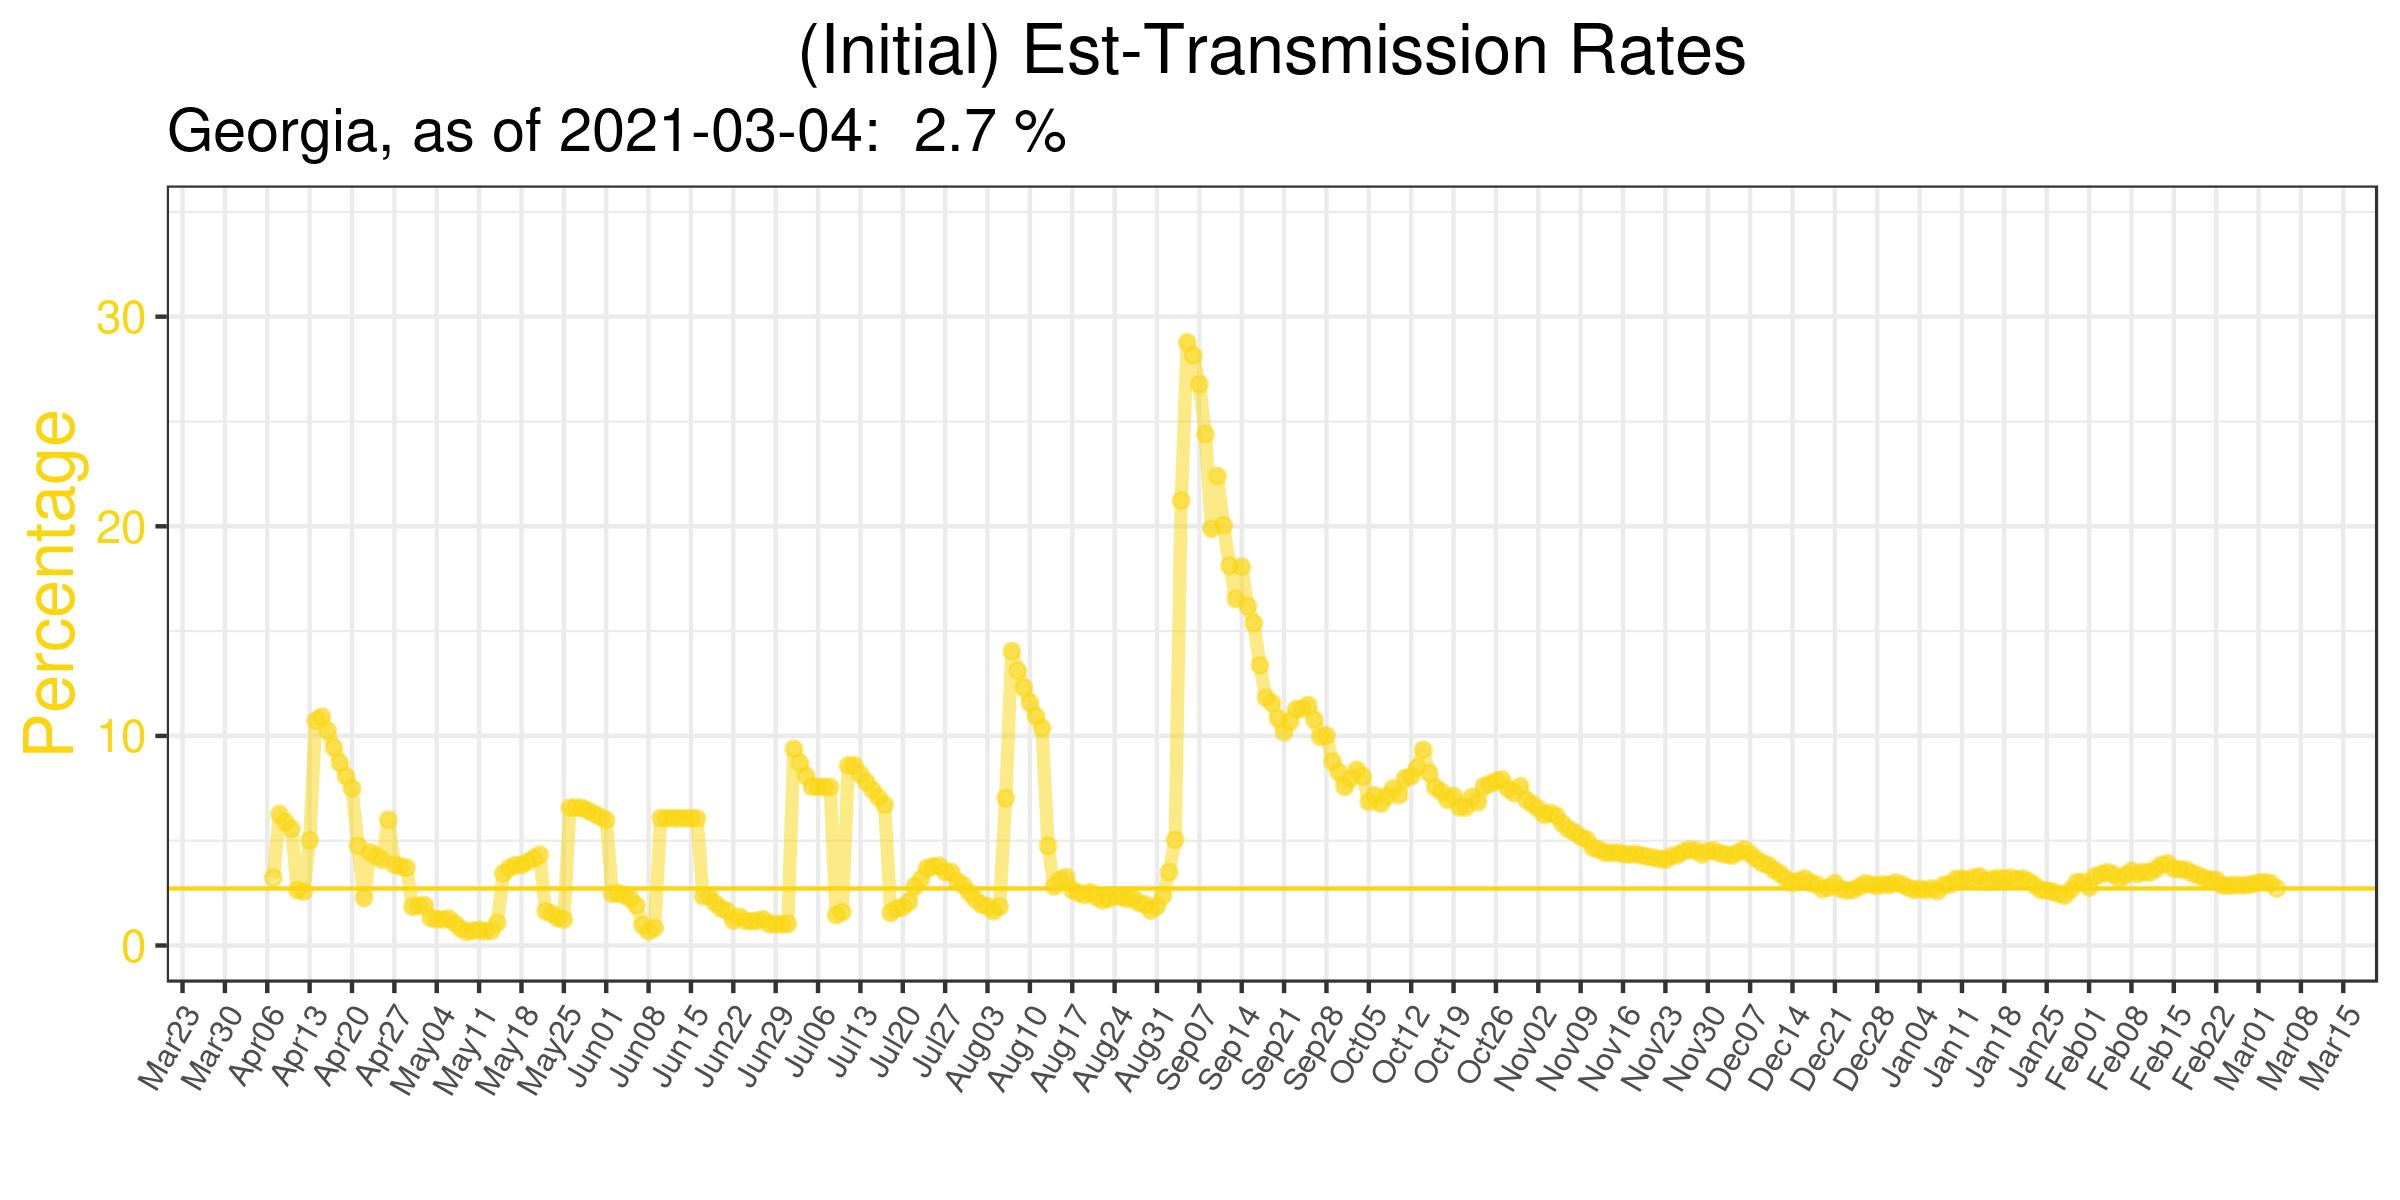 (Initial) Est-Transmission Rates
Georgia, as of 2021-03-04:  2.7 %
Percentage
30
20
10
0
Mar23
Mar30
Apr06
Apr13
Apr20
Apr27
May04
May11
May18
May25
Jun01
Jun08
Jun15
Jun22
Jun29
Jul06
Jul13
Jul20
Jul27
Aug03
Aug10
Aug17
Aug24
Aug31
Sep07
Sep14
Sep21
Sep28
Oct05
Oct12
Oct19
Oct26
Nov02
Nov09
Nov16
Nov23
Nov30
Dec07
Dec14
Dec21
Dec28
Jan04
Jan11
Jan18
Jan25
Feb01
Feb08
Feb15
Feb22
Mar01
Mar08
Mar15